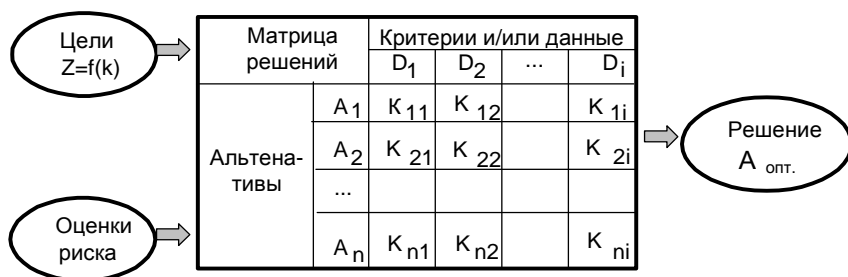 Цели
Z=f(k)
Оценки
риска
Матрица
решений
Критерии и/или данные
D1 D2 ... Di
Альтена-
тивы
A1 К11 K12 K1i
A2 K21 K22 K2i
...
An Kn1 Kn2 Kni
Решение
A опт.